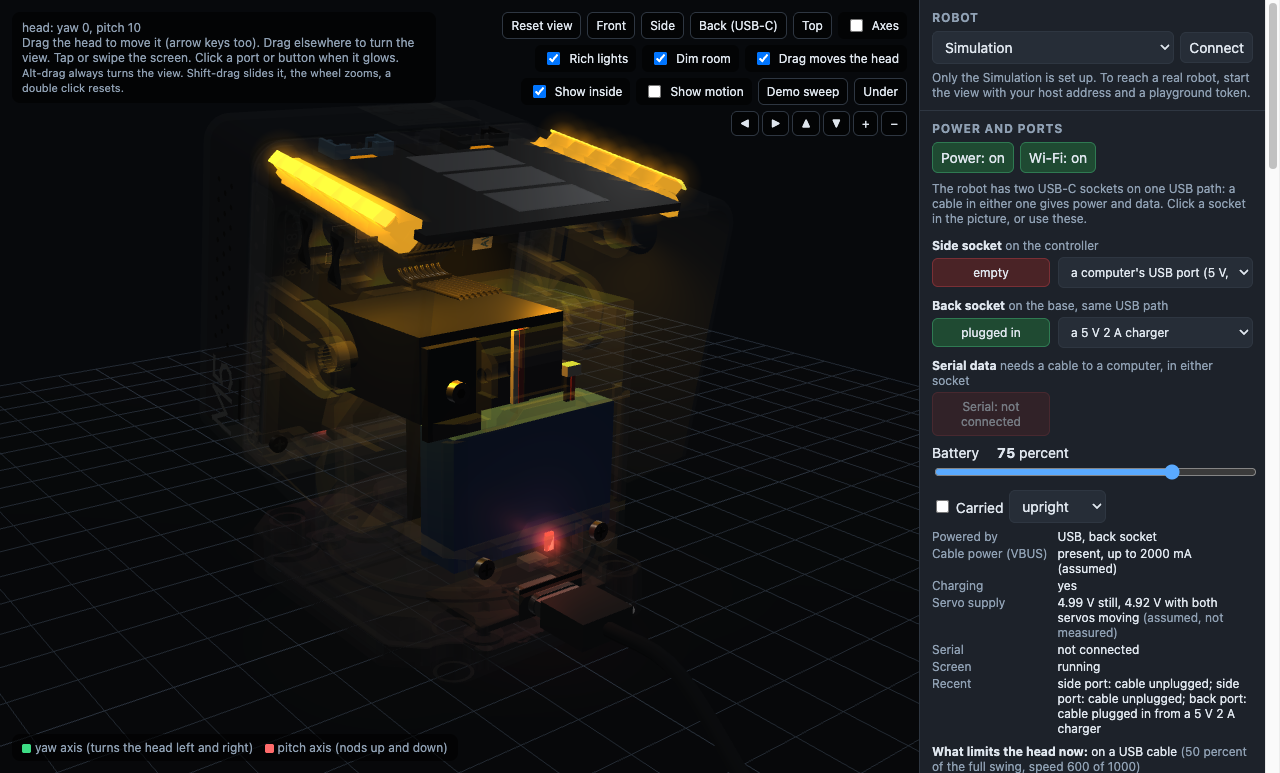 head: yaw 0, pitch 10
Drag the head to move it (arrow keys too). Drag elsewhere to turn the
view. Tap or swipe the screen. Click a port or button when it glows.
Alt-drag always turns the view. Shift-drag slides it, the wheel zooms, a
double click resets.
Reset view Front Side Back (USB-C) Top Axes
Rich lights Dim room Drag moves the head
Show inside Show motion Demo sweep Under
◀ ▶ ▲ ▼ + −
yaw axis (turns the head left and right) pitch axis (nods up and down)
ROBOT
Simulation Connect
Only the Simulation is set up. To reach a real robot, start
the view with your host address and a playground token.
POWER AND PORTS
Power: on Wi-Fi: on
The robot has two USB-C sockets on one USB path: a
cable in either one gives power and data. Click a socket
in the picture, or use these.
Side socket on the controller
empty a computer's USB port (5 V,
Back socket on the base, same USB path
plugged in a 5 V 2 A charger
Serial data needs a cable to a computer, in either
socket
Serial: not
connected
Battery 75 percent
Carried upright
Powered by USB, back socket
Cable power (VBUS) present, up to 2000 mA
(assumed)
Charging yes
Servo supply 4.99 V still, 4.92 V with both
servos moving (assumed, not
measured)
Serial not connected
Screen running
Recent side port: cable unplugged; side
port: cable unplugged; back port:
cable plugged in from a 5 V 2 A
charger
What limits the head now: on a USB cable (50 percent
of the full swing, speed 600 of 1000)